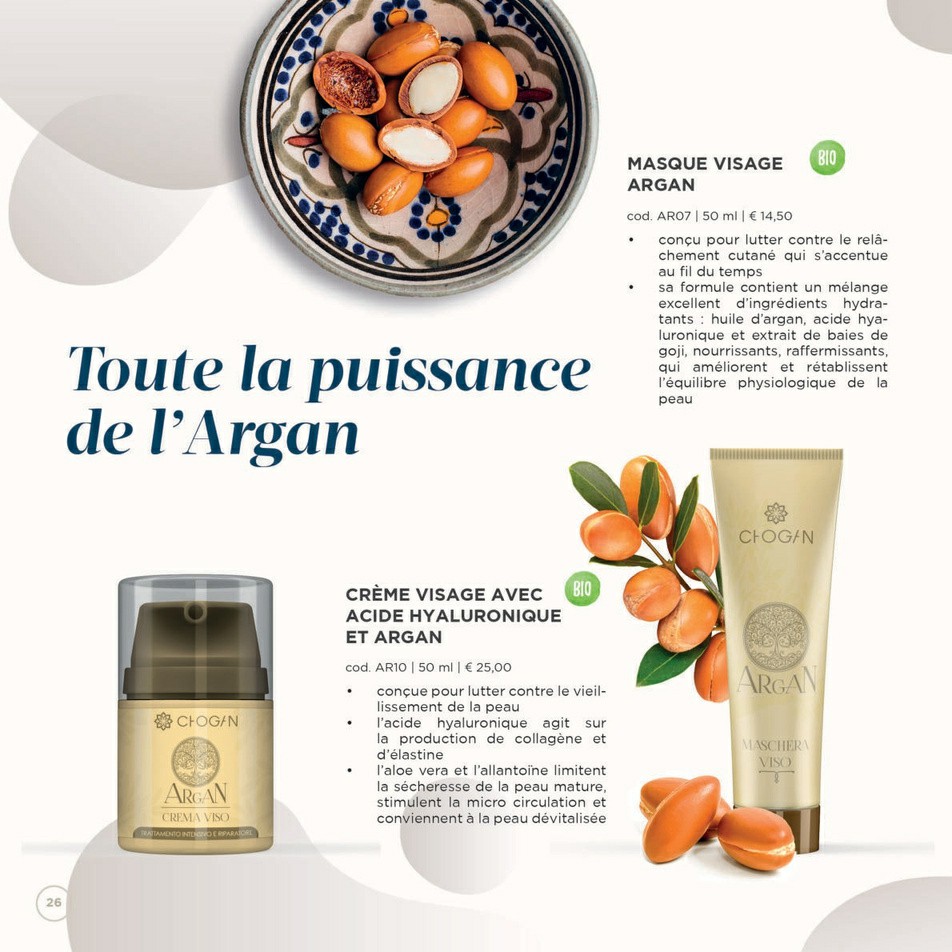 MASQUE VISAGE
ARGAN
BIO
cod. AR07 | 50 ml | € 14,50
• conçu pour lutter contre le relâ-
chement cutané qui s'accentue
au fil du temps
• sa formule contient un mélange
excellent d'ingrédients hydra-
tants : huile d'argan, acide hya-
luronique et extrait de baies de
goji, nourrissants, raffermissants,
qui améliorent et rétablissent
l'équilibre physiologique de la
peau
Toute la puissance
de l'Argan
CHOGAN
ARGAN
MASCHERA
VISO
CRÈME VISAGE AVEC
ACIDE HYALURONIQUE
ET ARGAN
BIO
cod. AR10 | 50 ml | € 25,00
• conçue pour lutter contre le vieil-
lissement de la peau
• l'acide hyaluronique agit sur
la production de collagène et
d'élastine
• l'aloe vera et l'allantoïne limitent
la sécheresse de la peau mature,
stimulent la micro circulation et
conviennent à la peau dévitalisée
CHOGAN
ARGAN
CREMA VISO
TRATTAMENTO INTENSIVO E RIPARATORE
26